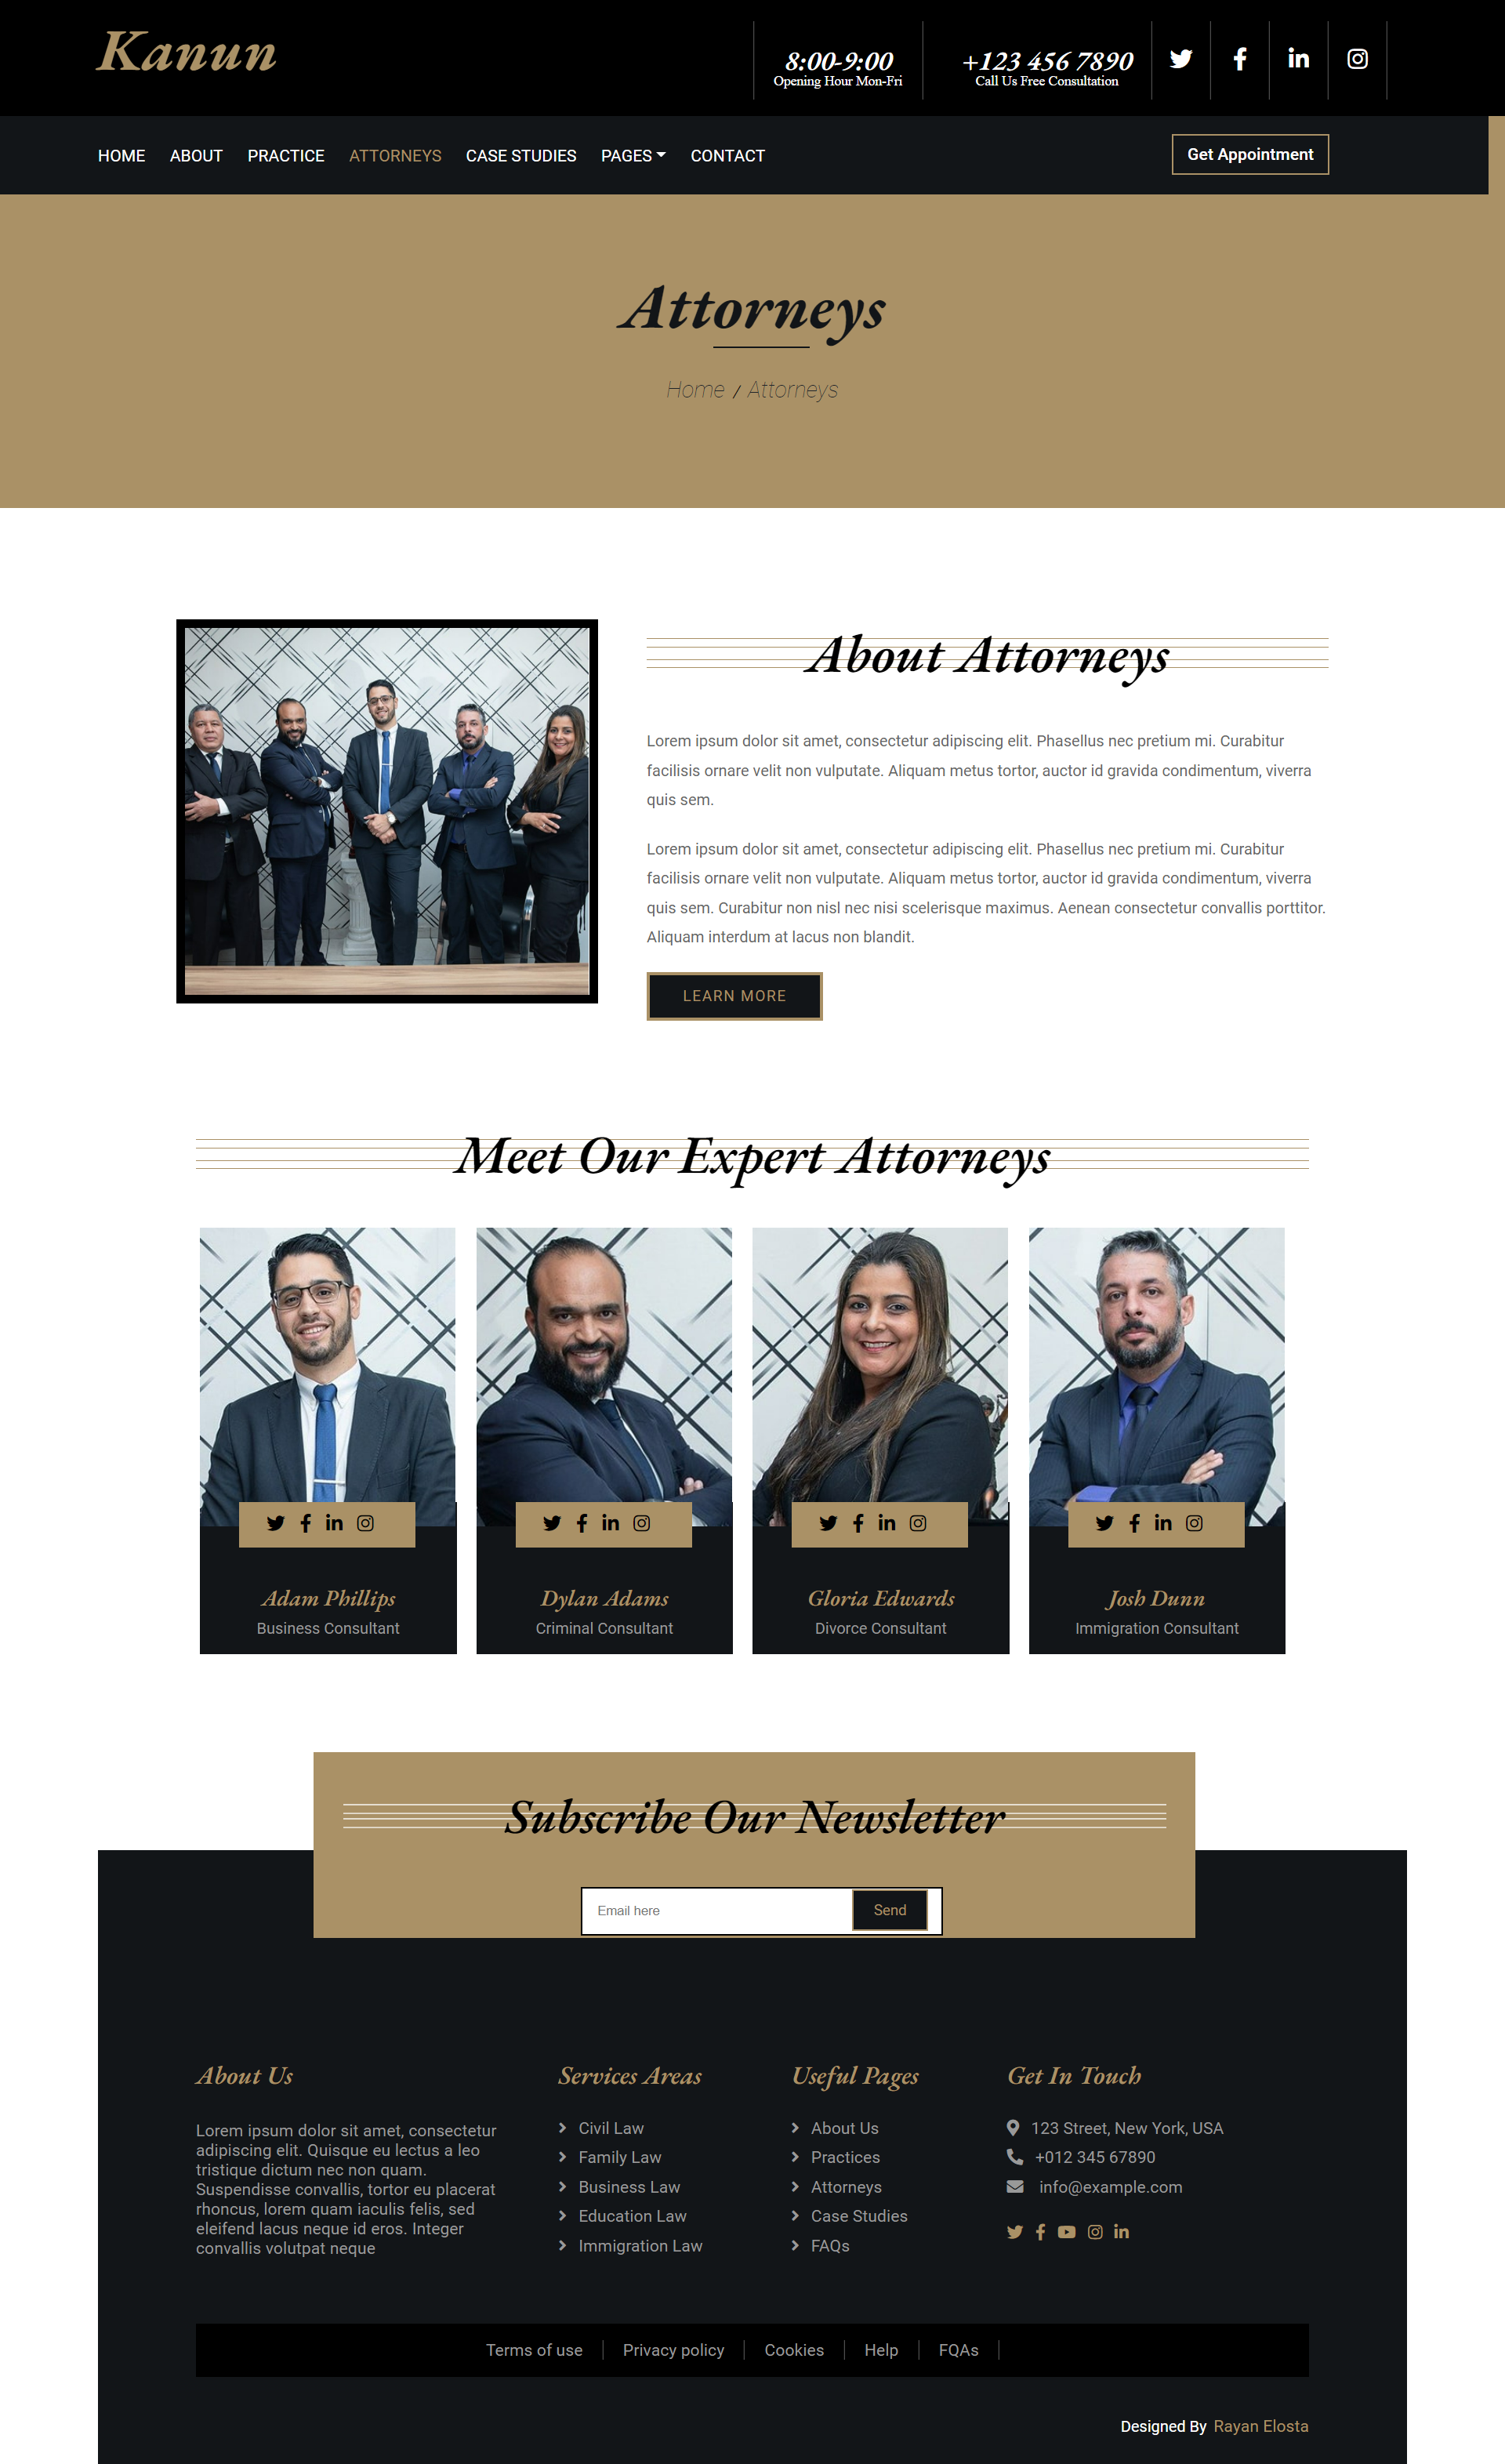 Kanun
8:00-9:00
Opening Hour Mon-Fri
+123 456 7890
Call Us Free Consultation
HOME ABOUT PRACTICE ATTORNEYS CASE STUDIES PAGES CONTACT
Get Appointment
Attorneys
Home / Attorneys
About Attorneys
Lorem ipsum dolor sit amet, consectetur adipiscing elit. Phasellus nec pretium mi. Curabitur
facilisis ornare velit non vulputate. Aliquam metus tortor, auctor id gravida condimentum, viverra
quis sem.
Lorem ipsum dolor sit amet, consectetur adipiscing elit. Phasellus nec pretium mi. Curabitur
facilisis ornare velit non vulputate. Aliquam metus tortor, auctor id gravida condimentum, viverra
quis sem. Curabitur non nisl nec nisi scelerisque maximus. Aenean consectetur convallis porttitor.
Aliquam interdum at lacus non blandit.
LEARN MORE
Meet Our Expert Attorneys
Adam Phillips
Business Consultant
Dylan Adams
Criminal Consultant
Gloria Edwards
Divorce Consultant
Josh Dunn
Immigration Consultant
Subscribe Our Newsletter
Email here
Send
About Us
Lorem ipsum dolor sit amet, consectetur
adipiscing elit. Quisque eu lectus a leo
tristique dictum nec non quam.
Suspendisse convallis, tortor eu placerat
rhoncus, lorem quam iaculis felis, sed
eleifend lacus neque id eros. Integer
convallis volutpat neque
Services Areas
Civil Law
Family Law
Business Law
Education Law
Immigration Law
Useful Pages
About Us
Practices
Attorneys
Case Studies
FAQs
Get In Touch
123 Street, New York, USA
+012 345 67890
info@example.com
Terms of use Privacy policy Cookies Help FQAs
Designed By Rayan Elosta